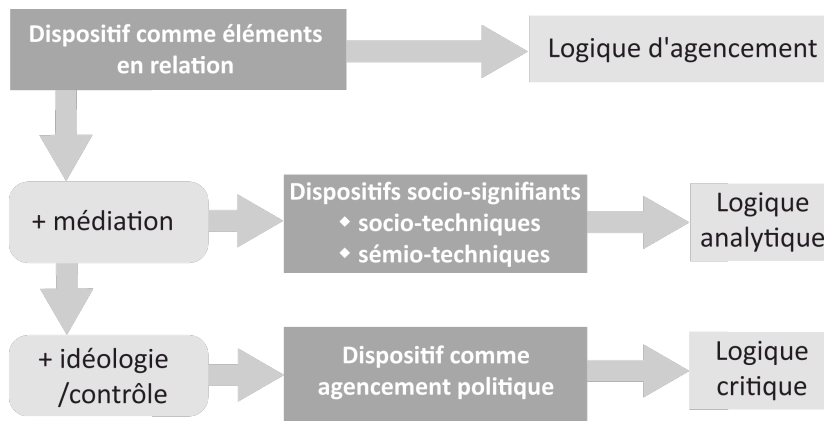 Dispositif comme éléments
en relation
Logique d'agencement
+ médiation
Dispositifs socio-signifiants
◆ socio-techniques
◆ sémio-techniques
Logique
analytique
+ idéologie
/contrôle
Dispositif comme
agencement politique
Logique
critique